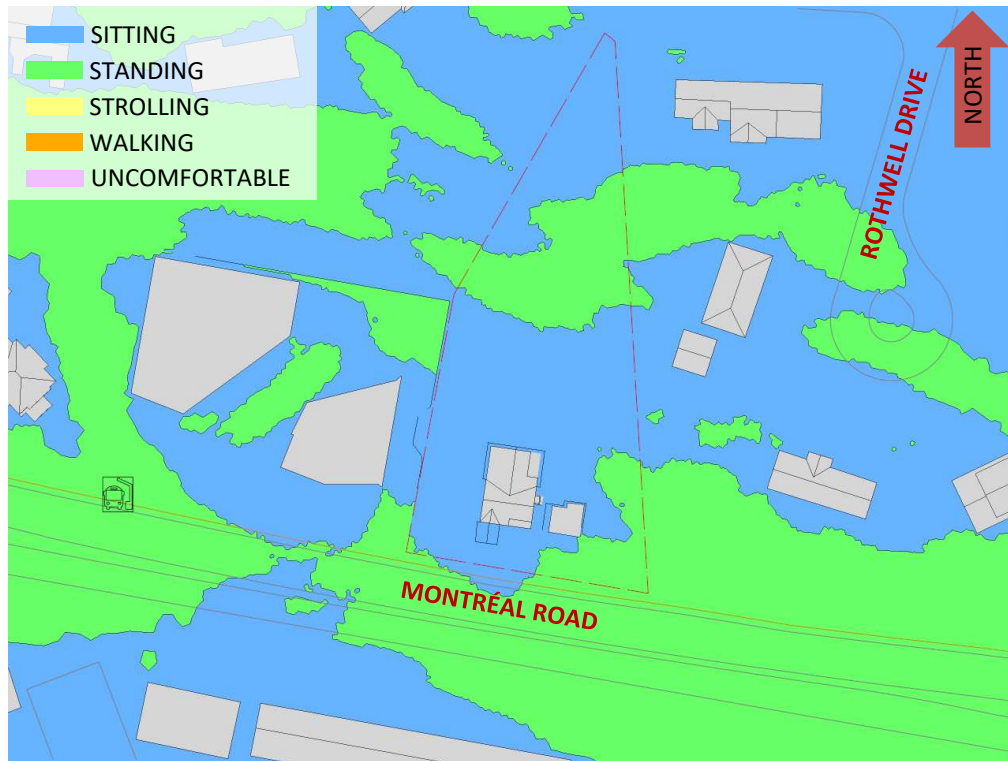 SITTING
STANDING
STROLLING
WALKING
UNCOMFORTABLE
NORTH
ROTHWELL DRIVE
MONTRÉAL ROAD